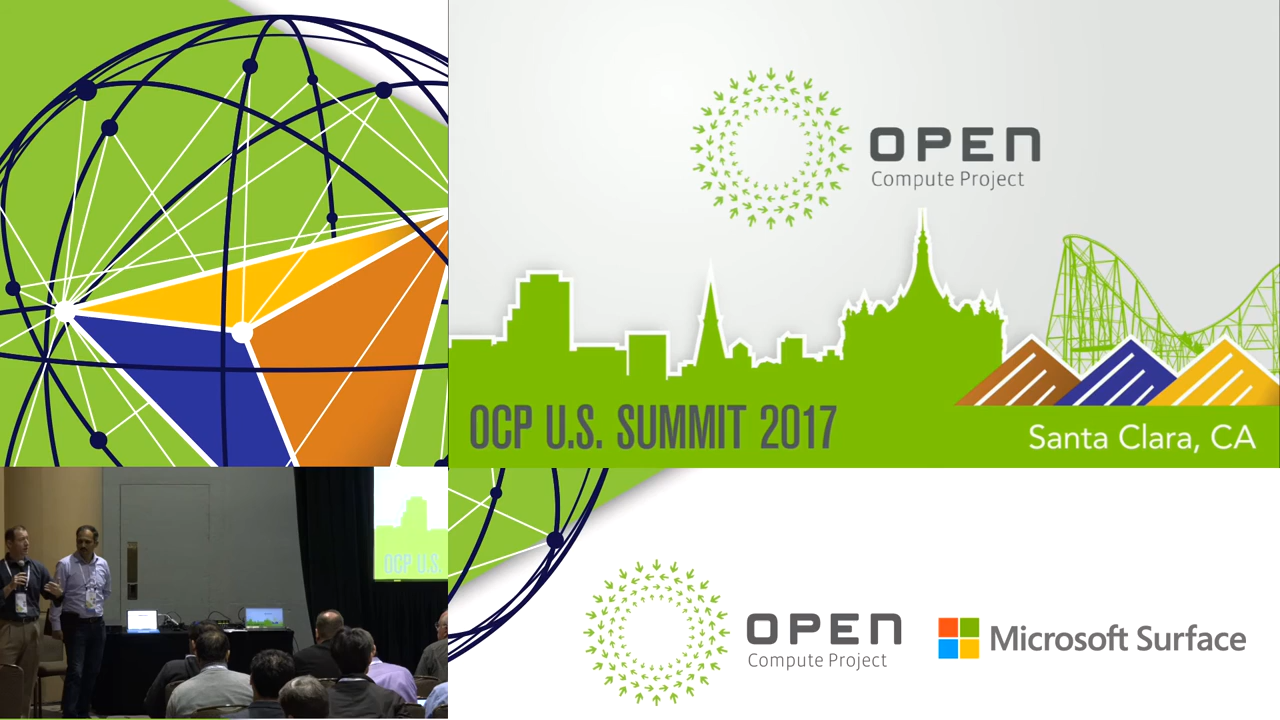 OPEN
Compute Project
OCP U.S. SUMMIT 2017
Santa Clara, CA
OCP U.S.
OPEN
Compute Project
Microsoft Surface